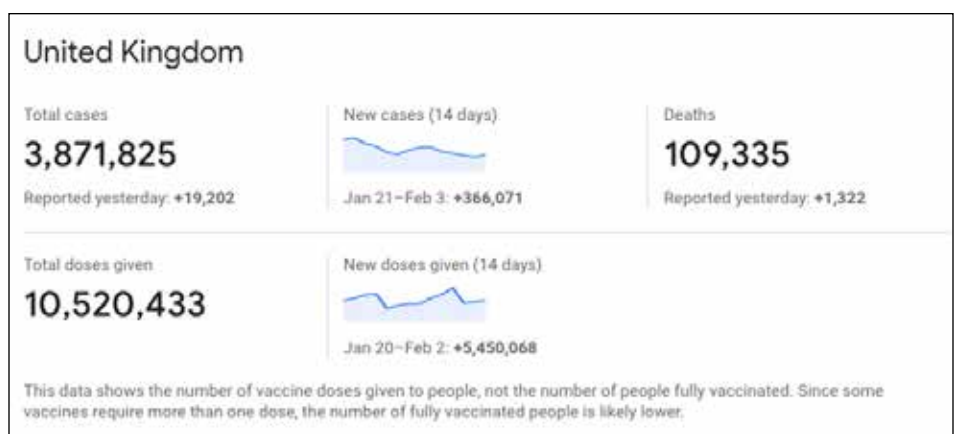 United Kingdom
Total cases
3,871,825
Reported yesterday: +19,202
New cases (14 days)
Jan 21–Feb 3: +366,071
Deaths
109,335
Reported yesterday: +1,322
Total doses given
10,520,433
New doses given (14 days)
Jan 20–Feb 2: +5,450,068
This data shows the number of vaccine doses given to people, not the number of people fully vaccinated. Since some
vaccines require more than one dose, the number of fully vaccinated people is likely lower.